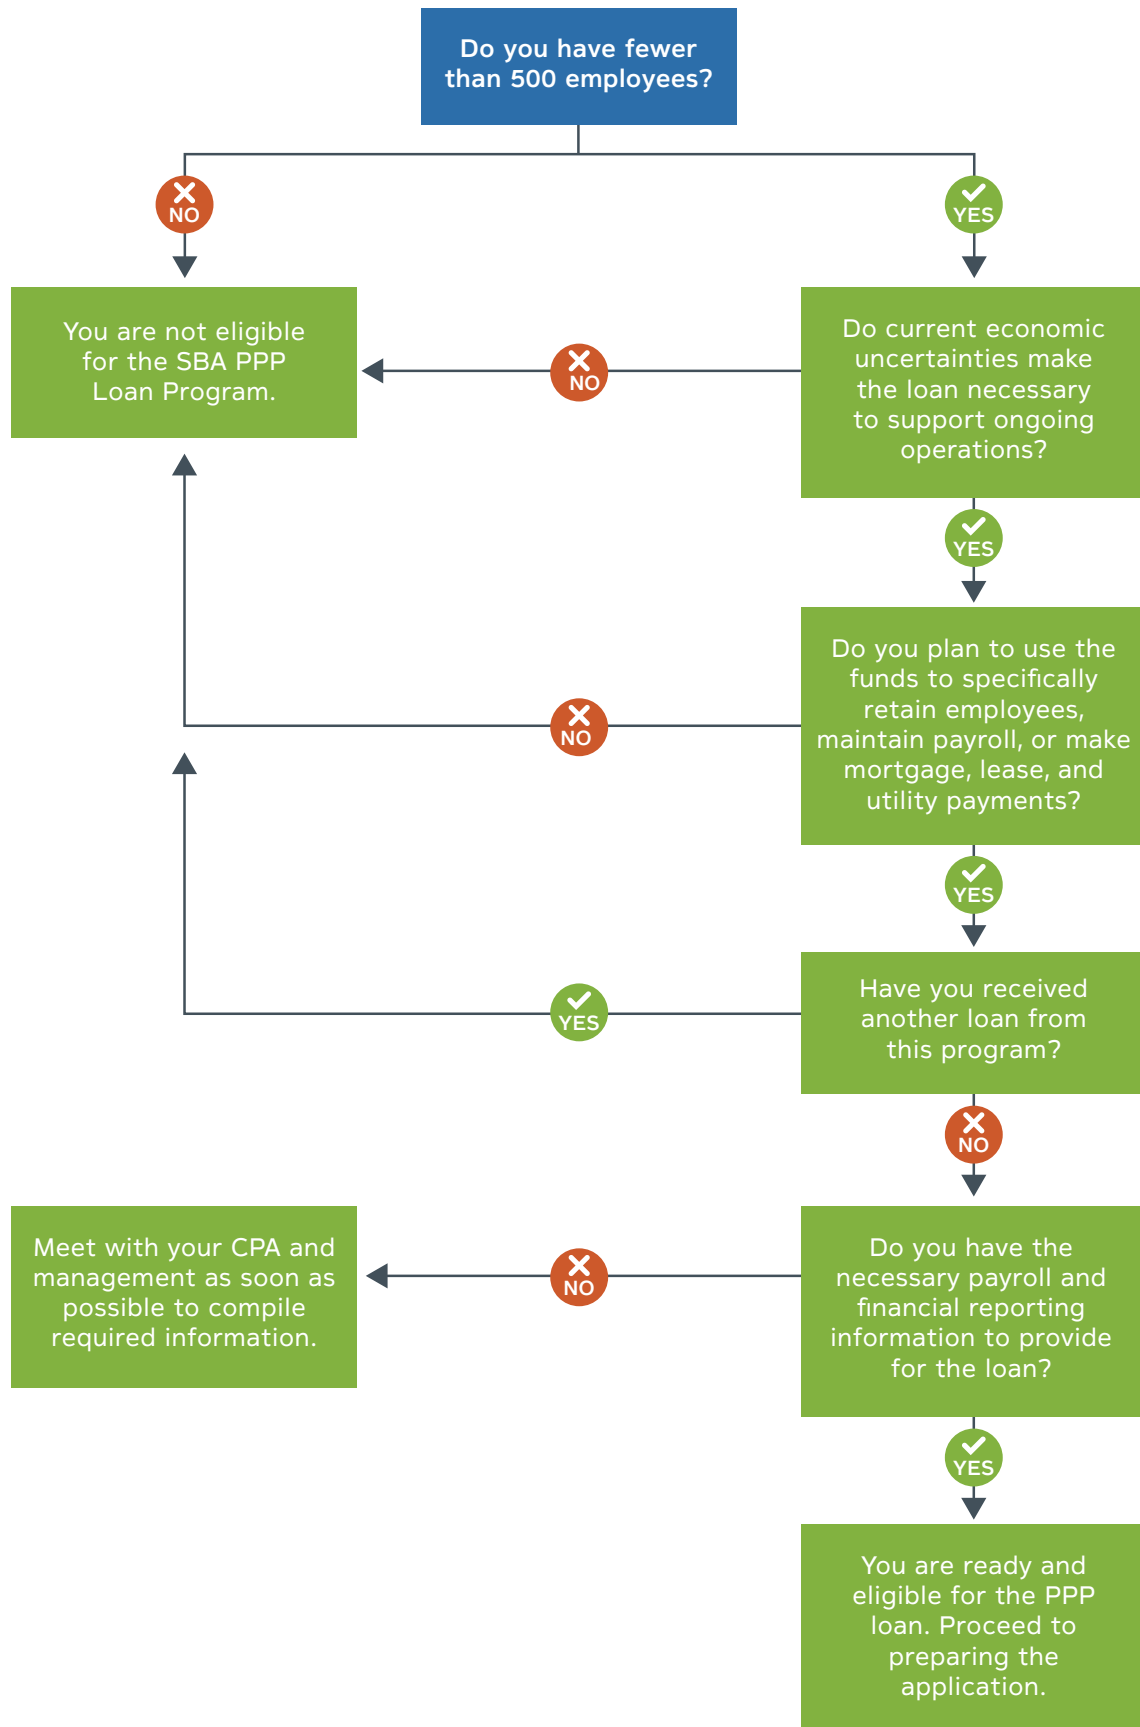 Do you have fewer
than 500 employees?
NO
YES
You are not eligible
for the SBA PPP
Loan Program.
NO
Do current economic
uncertainties make
the loan necessary
to support ongoing
operations?
YES
Do you plan to use the
funds to specifically
retain employees,
maintain payroll, or make
mortgage, lease, and
utility payments?
NO
YES
Have you received
another loan from
this program?
YES
NO
Meet with your CPA and
management as soon as
possible to compile
required information.
NO
Do you have the
necessary payroll and
financial reporting
information to provide
for the loan?
YES
You are ready and
eligible for the PPP
loan. Proceed to
preparing the
application.